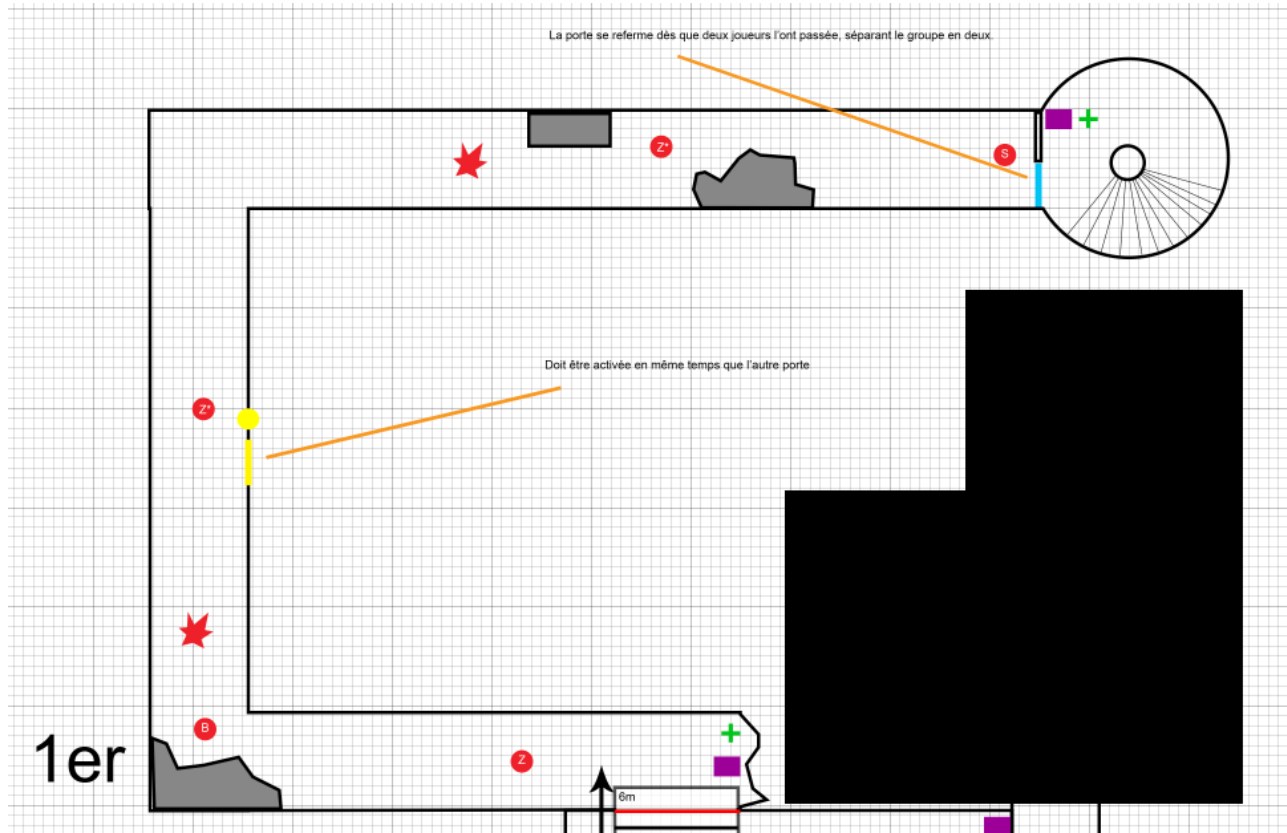 La porte se referme dès que deux joueurs l'ont passée, séparant le groupe en deux.
Z*
S
Doit être activée en même temps que l'autre porte
Z*
B
1er
Z
6m